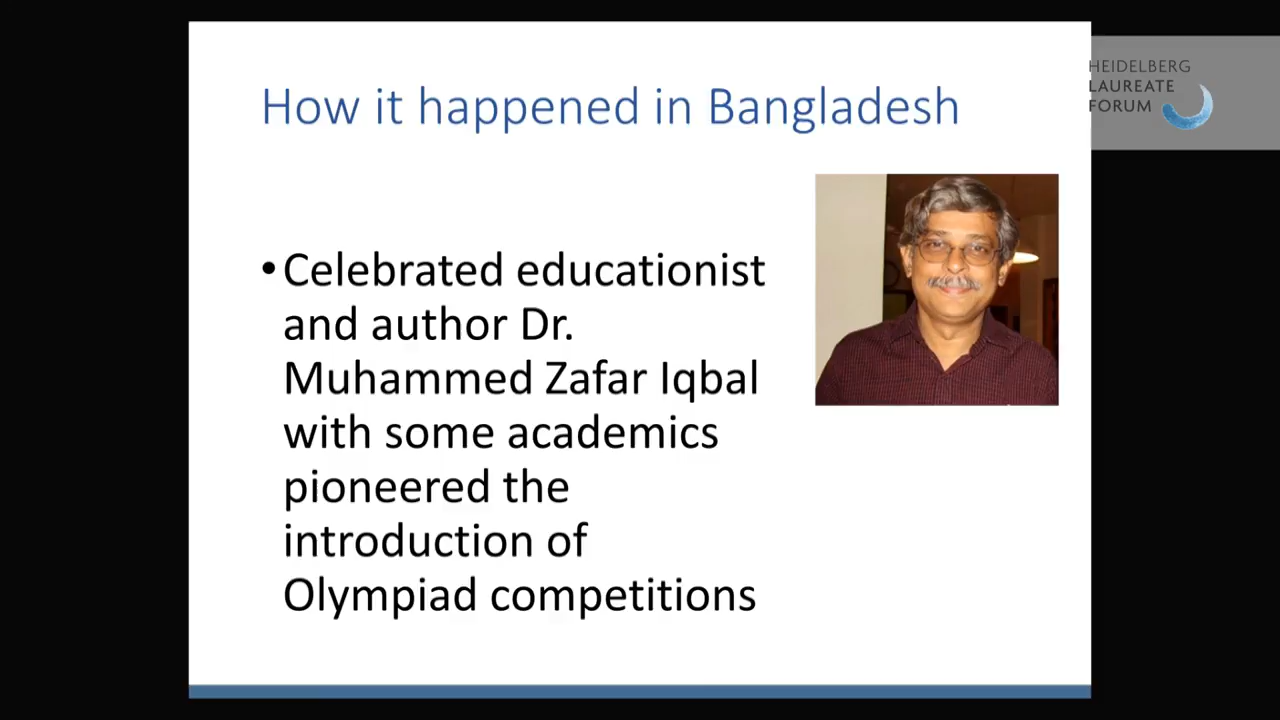 How it happened in Bangladesh
HEIDELBERG
LAUREATE
FORUM
•Celebrated educationist
and author Dr.
Muhammed Zafar Iqbal
with some academics
pioneered the
introduction of
Olympiad competitions